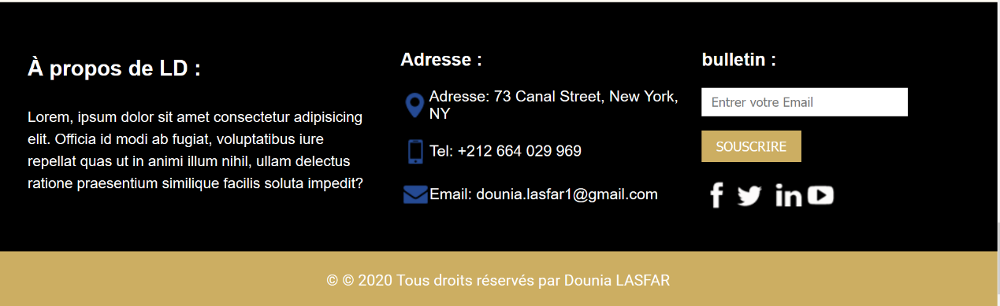 À propos de LD :
Lorem, ipsum dolor sit amet consectetur adipisicing
elit. Officia id modi ab fugiat, voluptatibus iure
repellat quas ut in animi illum nihil, ullam delectus
ratione praesentium similique facilis soluta impedit?
Adresse :
Adresse: 73 Canal Street, New York,
NY
Tel: +212 664 029 969
Email: dounia.lasfar1@gmail.com
bulletin :
Entrer votre Email
SOUSCRIRE
© © 2020 Tous droits réservés par Dounia LASFAR